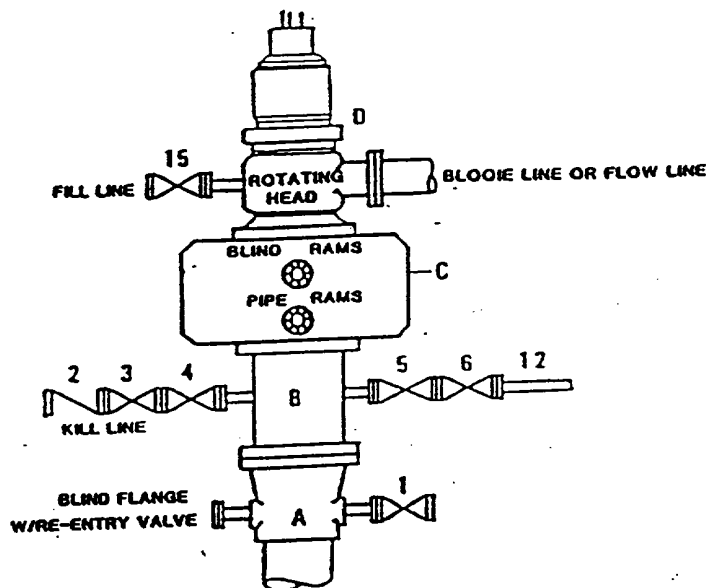 D
15
FILL LINE
ROTATING
HEAD
BLOOIE LINE OR FLOW LINE
BLIND RAMS
C
PIPE RAMS
2 3 4
5 6 12
B
KILL LINE
BLIND FLANGE
W/RE-ENTRY VALVE
A
1